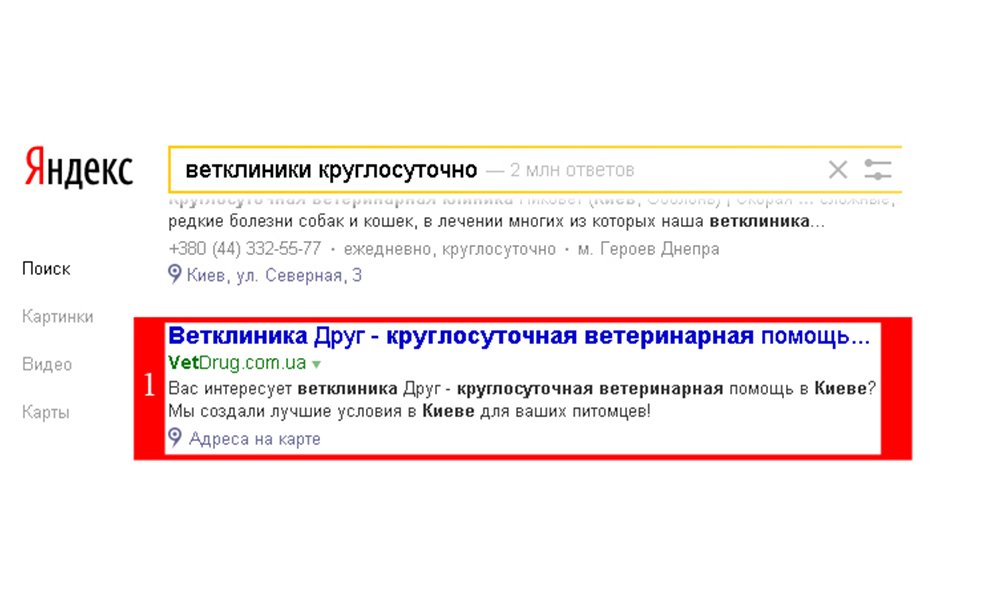 Яндекс
ветклиники круглосуточно — 2 млн ответов
редкие болезни собак и кошек, в лечении многих из которых наша ветклиника...
+380 (44) 332-55-77 · ежедневно, круглосуточно · м. Героев Днепра
Киев, ул. Северная, 3
Поиск
Картинки
Видео
Карты
1
Ветклиника Друг - круглосуточная ветеринарная помощь...
VetDrug.com.ua
Вас интересует ветклиника Друг - круглосуточная ветеринарная помощь в Киеве?
Мы создали лучшие условия в Киеве для ваших питомцев!
Адреса на карте